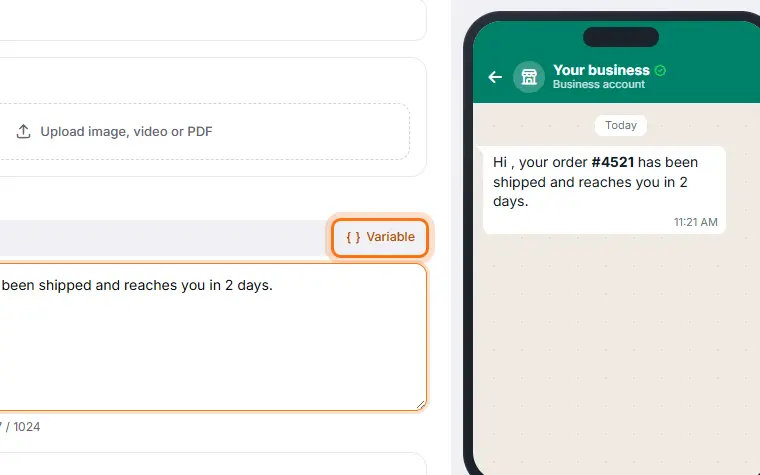 Upload image, video or PDF
{ } Variable
been shipped and reaches you in 2 days.
/ 1024
Your business
Business account
Today
Hi , your order #4521 has been
shipped and reaches you in 2
days.
11:21 AM